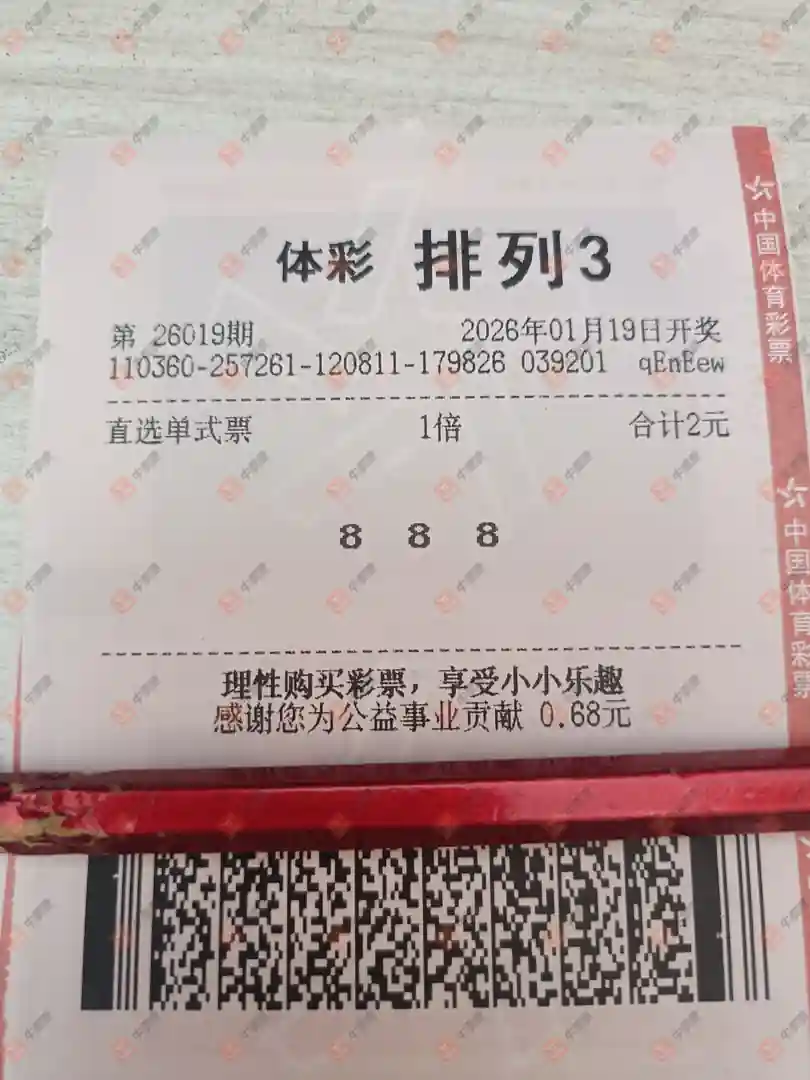 体彩 排列3
第 26019期 2026年01月19日开奖
110360-257261-120811-179826 039201 qEnEew
直选单式票 1倍 合计2元
8 8 8
理性购买彩票，享受小小乐趣
感谢您为公益事业贡献 0.68元
中国体育彩票
中国体育彩票